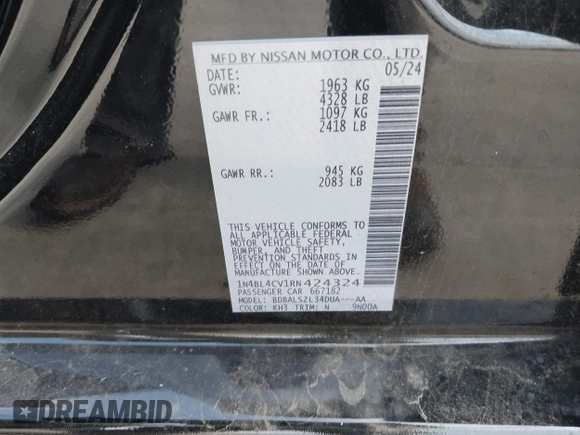 MFD BY NISSAN MOTOR CO., LTD.
DATE: 05/24
GVWR: 1963 KG
4328 LB
GAWR FR.: 1097 KG
2418 LB
GAWR RR.: 945 KG
2083 LB
THIS VEHICLE CONFORMS TO
ALL APPLICABLE FEDERAL
MOTOR VEHICLE SAFETY,
BUMPER, AND THEFT
PREVENTION STANDARDS IN
EFFECT ON THE DATE OF
MANUFACTURE SHOWN ABOVE.
1N4BL4CV1RN424324
PASSENGER CAR 667182
MODEL: BDBALSZL34DUA---AA
COLOR: KH3 TRIM: N 9N00A
DREAMBID